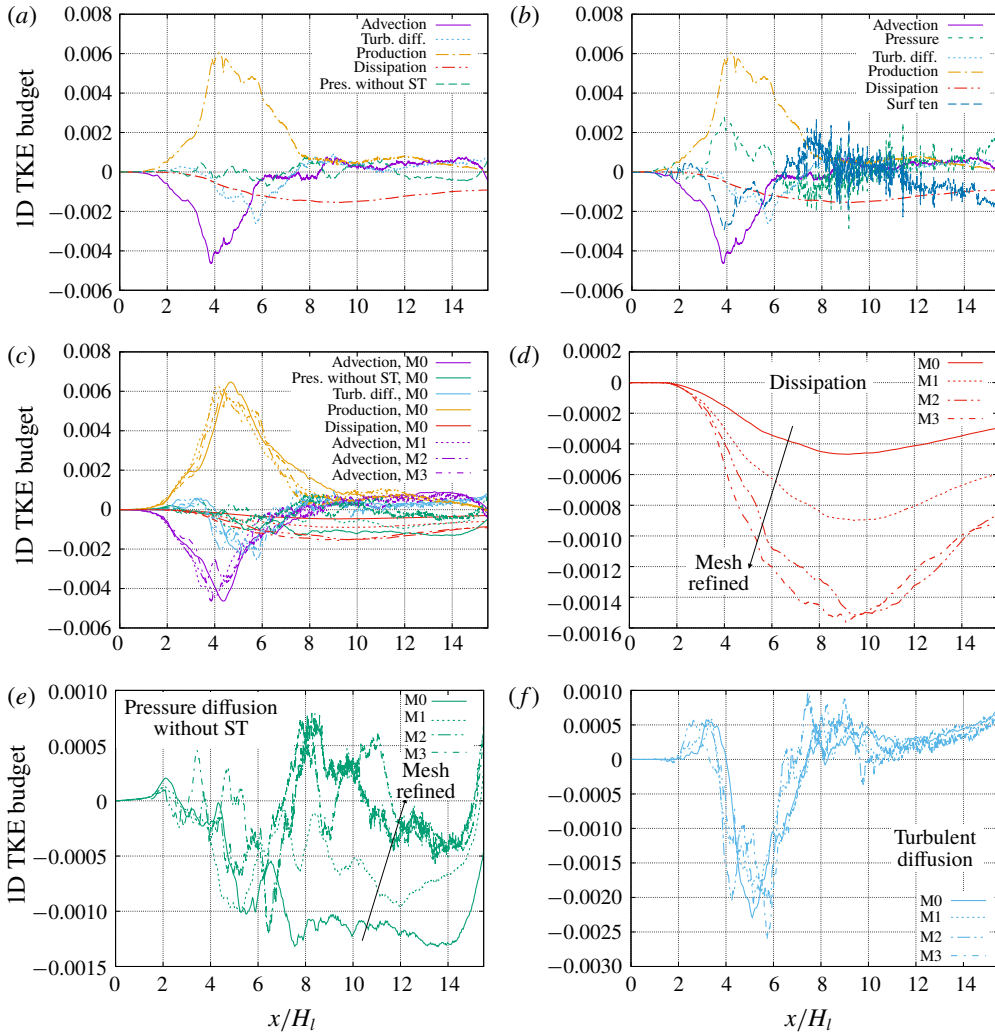 (a)
1D TKE budget
0.008
0.006
0.004
0.002
0
−0.002
−0.004
−0.006
0 2 4 6 8 10 12 14
Advection
Turb. diff.
Production
Dissipation
Pres. without ST
(b)
0.008
0.006
0.004
0.002
0
−0.002
−0.004
−0.006
0 2 4 6 8 10 12 14
Advection
Pressure
Turb. diff.
Production
Dissipation
Surf ten
(c)
1D TKE budget
0.008
0.006
0.004
0.002
0
−0.002
−0.004
−0.006
0 2 4 6 8 10 12 14
Advection, M0
Pres. without ST, M0
Turb. diff., M0
Production, M0
Dissipation, M0
Advection, M1
Advection, M2
Advection, M3
(d)
0.0002
0
−0.0002
−0.0004
−0.0006
−0.0008
−0.0010
−0.0012
−0.0014
−0.0016
0 2 4 6 8 10 12 14
Dissipation
M0
M1
M2
M3
Mesh
refined
(e)
1D TKE budget
0.0010
0.0005
0
−0.0005
−0.0010
−0.0015
0 2 4 6 8 10 12 14
x/H_l
Pressure diffusion
without ST
M0
M1
M2
M3
Mesh
refined
(f)
0.0010
0.0005
0
−0.0005
−0.0010
−0.0015
−0.0020
−0.0025
−0.0030
0 2 4 6 8 10 12 14
x/H_l
Turbulent
diffusion
M0
M1
M2
M3